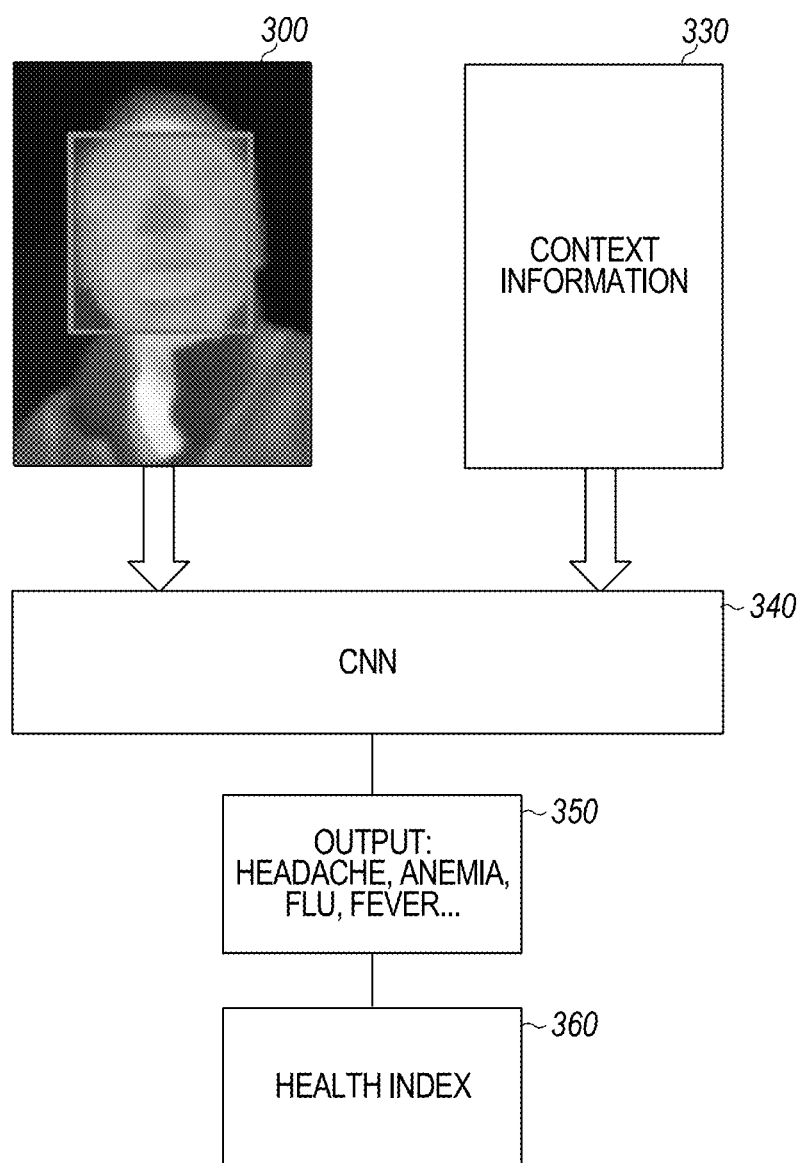 300
330
CONTEXT
INFORMATION
340
CNN
350
OUTPUT:
HEADACHE, ANEMIA,
FLU, FEVER...
360
HEALTH INDEX